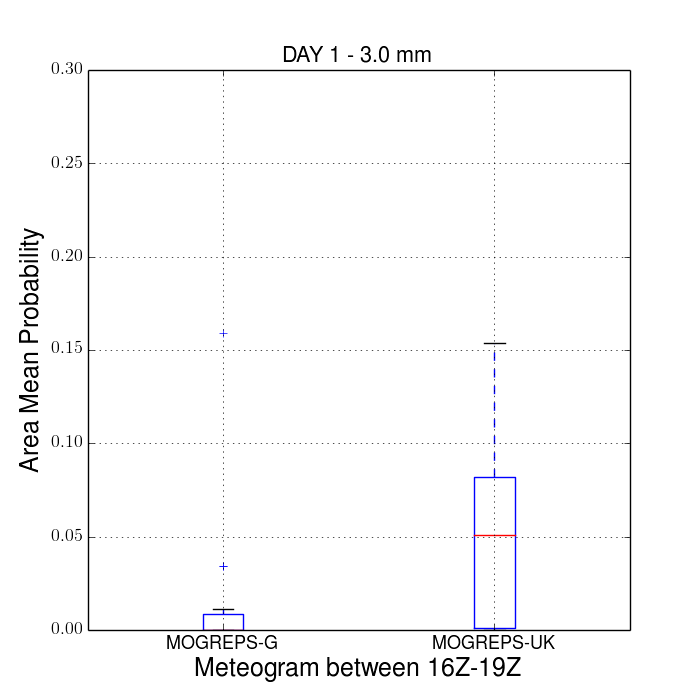 DAY 1 - 3.0 mm
0.30
0.25
0.20
0.15
0.10
0.05
0.00
Area Mean Probability
MOGREPS-G MOGREPS-UK
Meteogram between 16Z-19Z